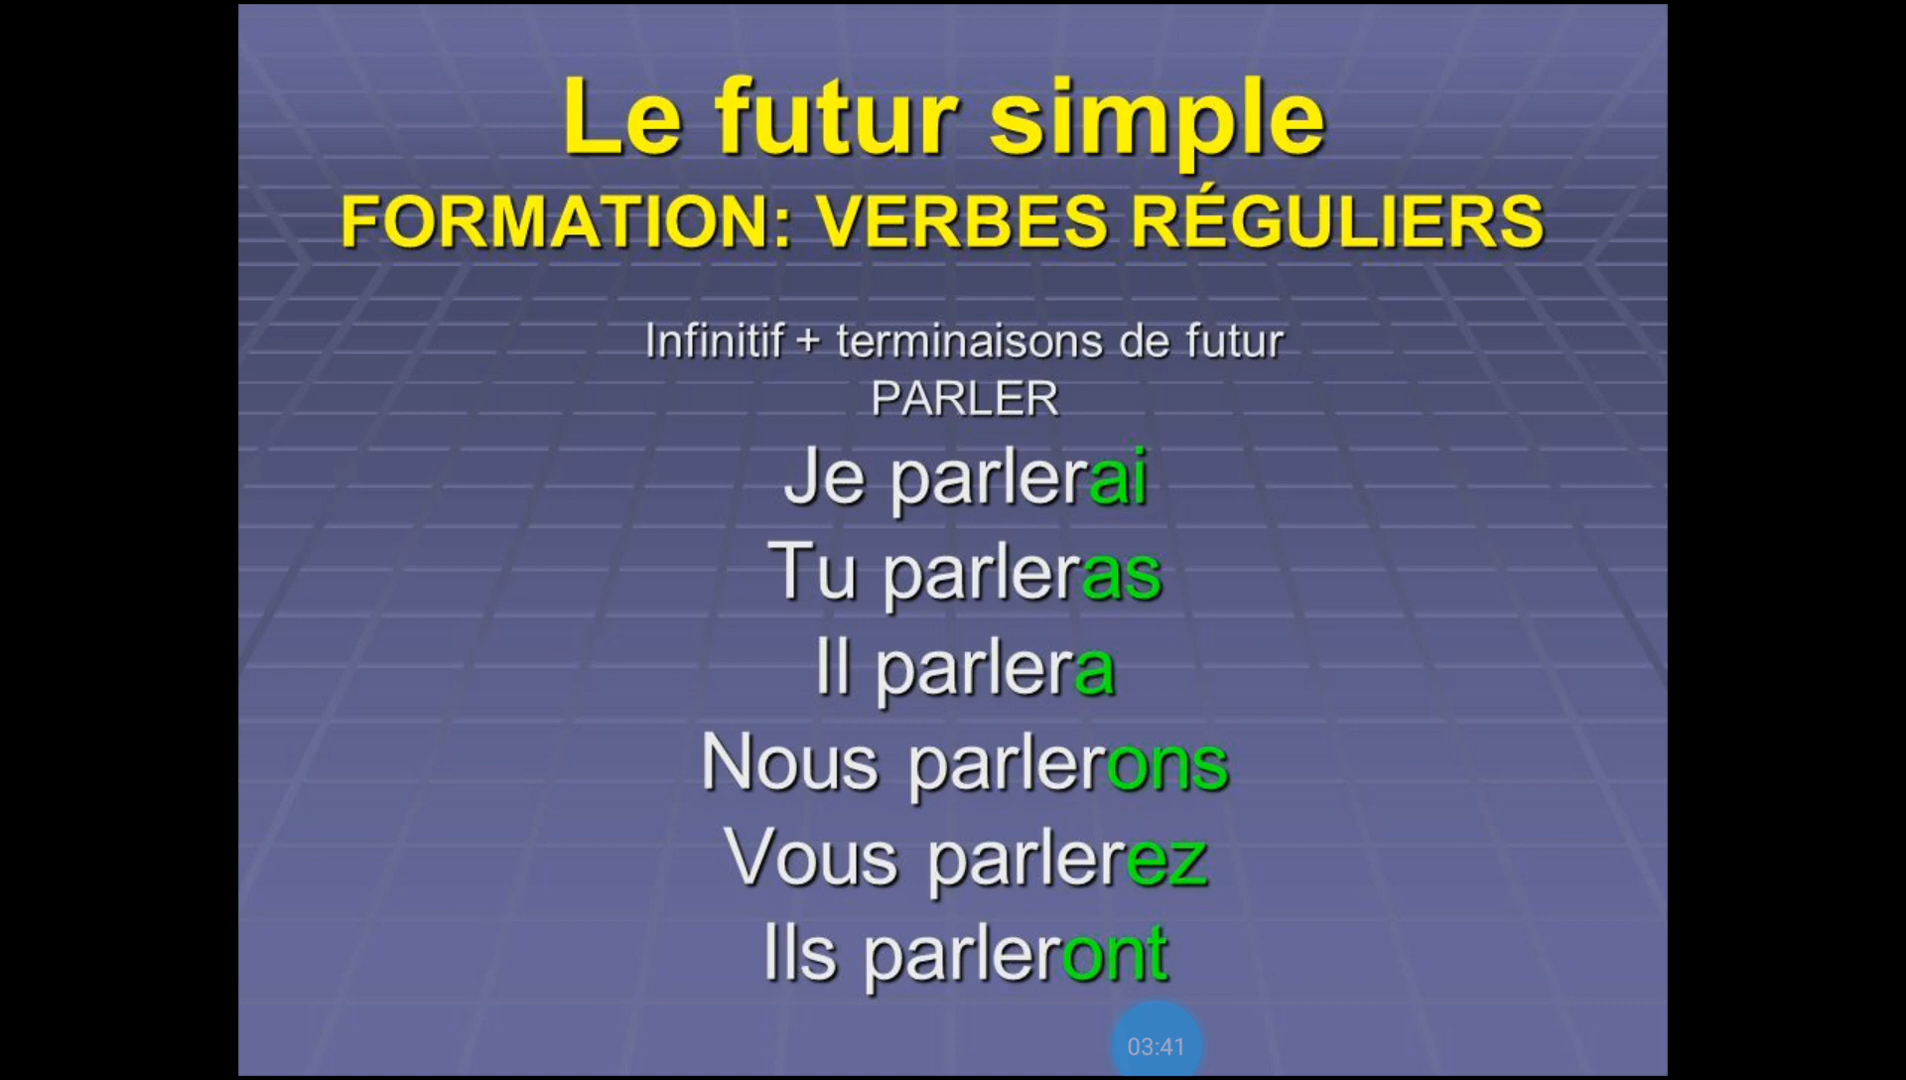 Le futur simple
FORMATION: VERBES RÉGULIERS
Infinitif + terminaisons de futur
PARLER
Je parlerai
Tu parleras
Il parlera
Nous parlerons
Vous parlerez
Ils parleront
03:41